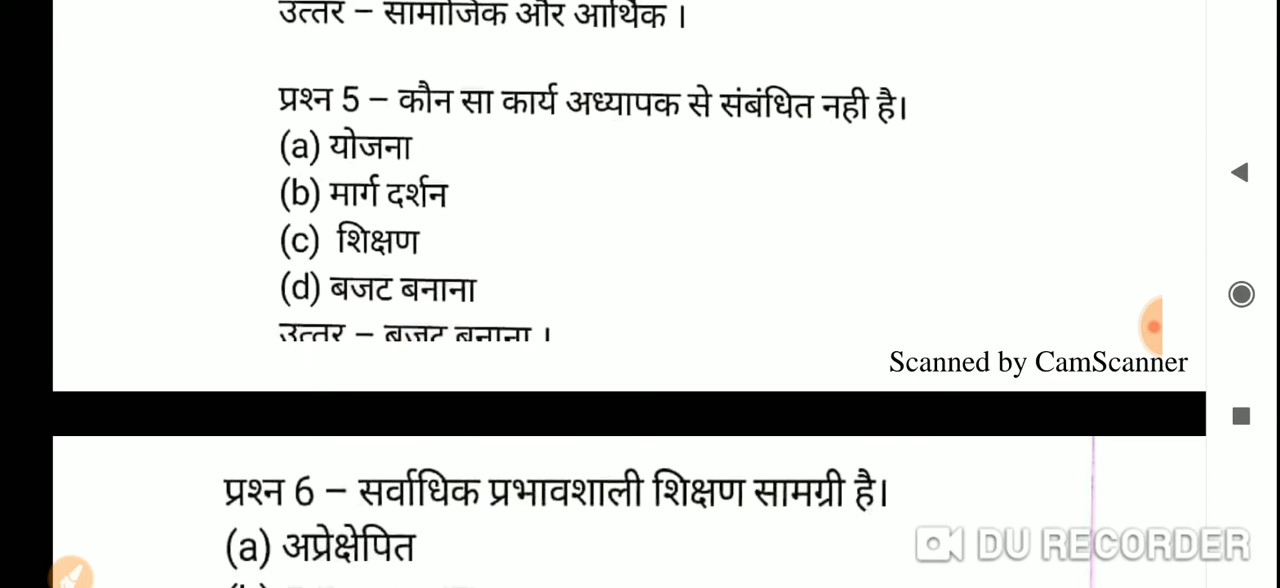 उत्तर – सामाजिक और आर्थिक ।
प्रश्न 5 – कौन सा कार्य अध्यापक से संबंधित नही है।
(a) योजना
(b) मार्ग दर्शन
(c) शिक्षण
(d) बजट बनाना
उत्तर – बजट बनाना ।
Scanned by CamScanner
प्रश्न 6 – सर्वाधिक प्रभावशाली शिक्षण सामग्री है।
(a) अप्रेक्षेपित
DU RECORDER